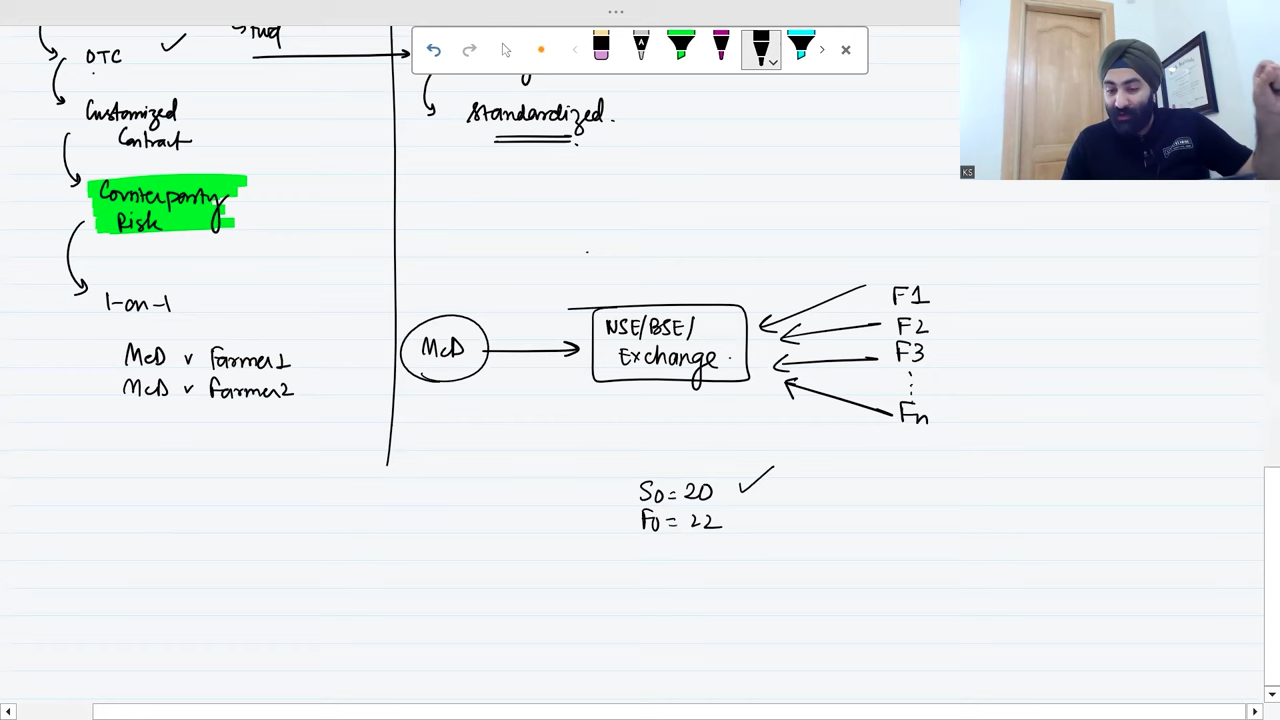 OTC
Customized
Contract
Counterparty
Risk
1-on-1
McD v Farmer1
McD v Farmer2
Standardized.
McD
NSE/BSE/
Exchange.
F1
F2
F3
Fn
S0 = 20
F0 = 22
KS